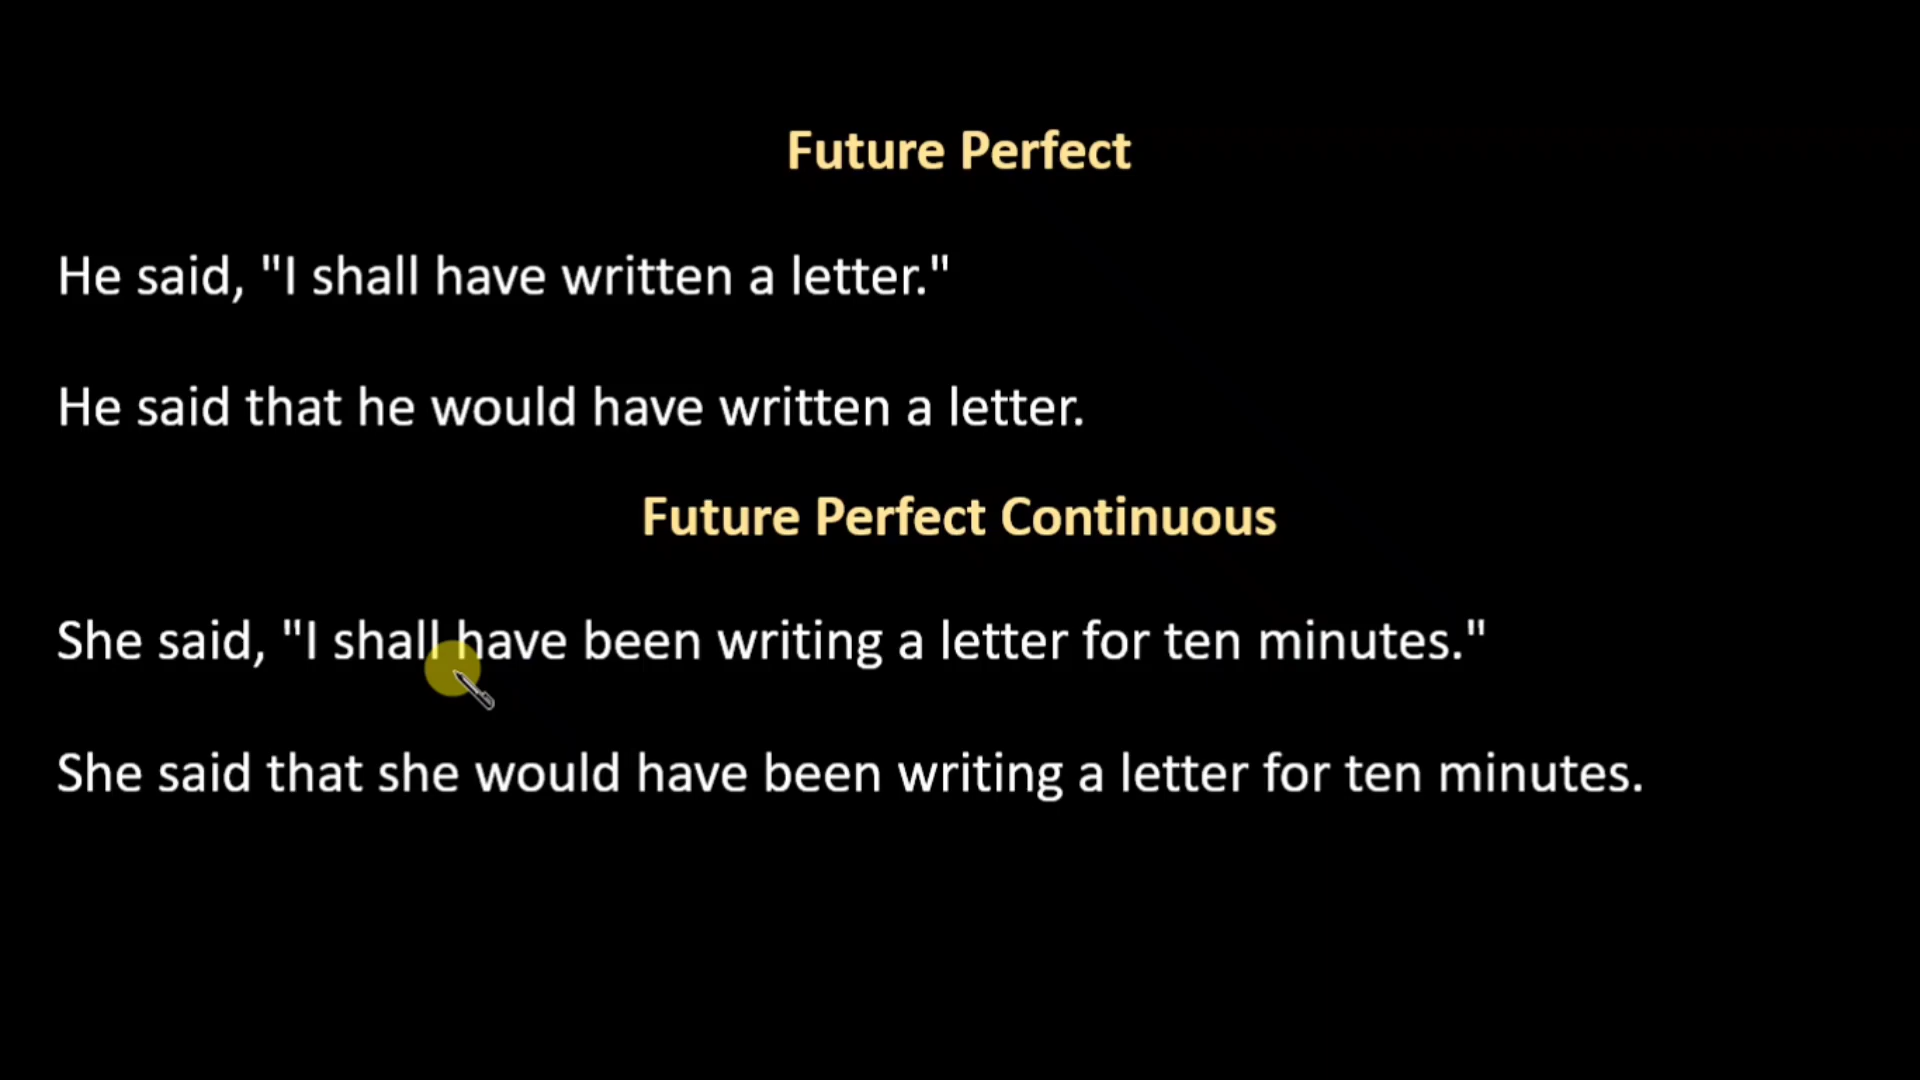 Future Perfect
He said, "I shall have written a letter."
He said that he would have written a letter.
Future Perfect Continuous
She said, "I shall have been writing a letter for ten minutes."
She said that she would have been writing a letter for ten minutes.